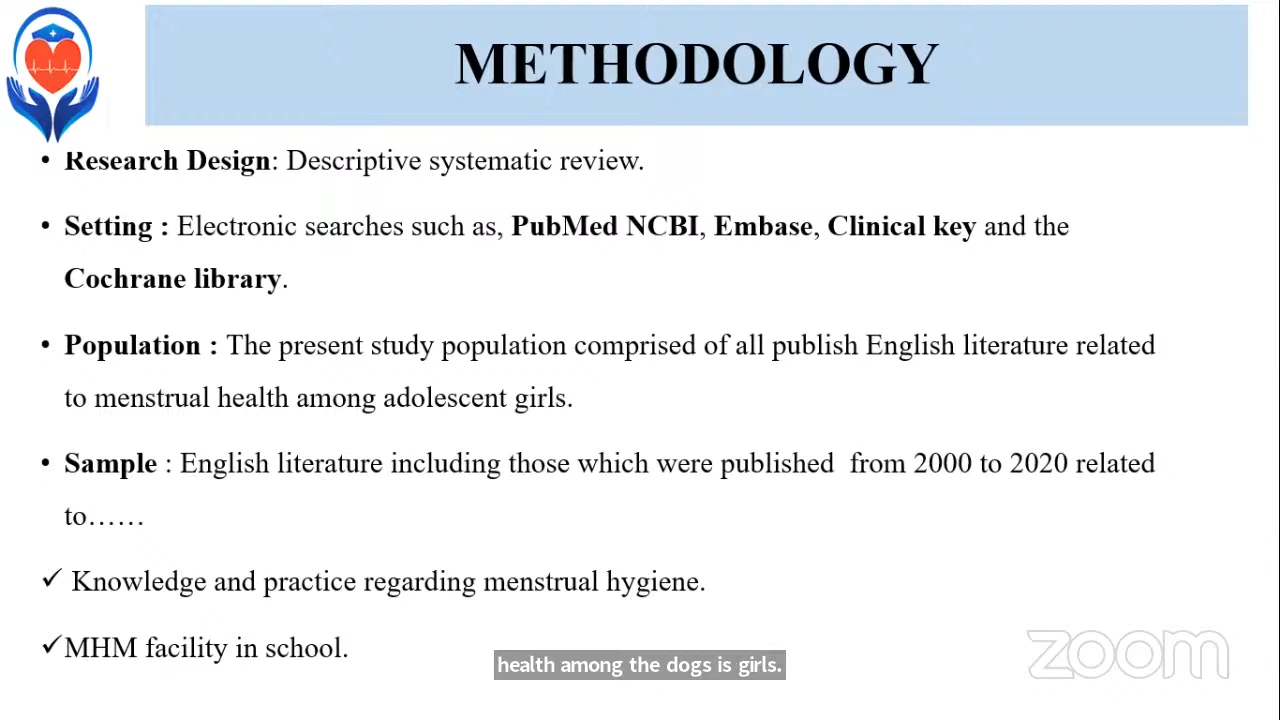 METHODOLOGY
• Research Design: Descriptive systematic review.
• Setting : Electronic searches such as, PubMed NCBI, Embase, Clinical key and the
Cochrane library.
• Population : The present study population comprised of all publish English literature related
to menstrual health among adolescent girls.
• Sample : English literature including those which were published from 2000 to 2020 related
to……
✓ Knowledge and practice regarding menstrual hygiene.
✓MHM facility in school.
health among the dogs is girls.
zoom